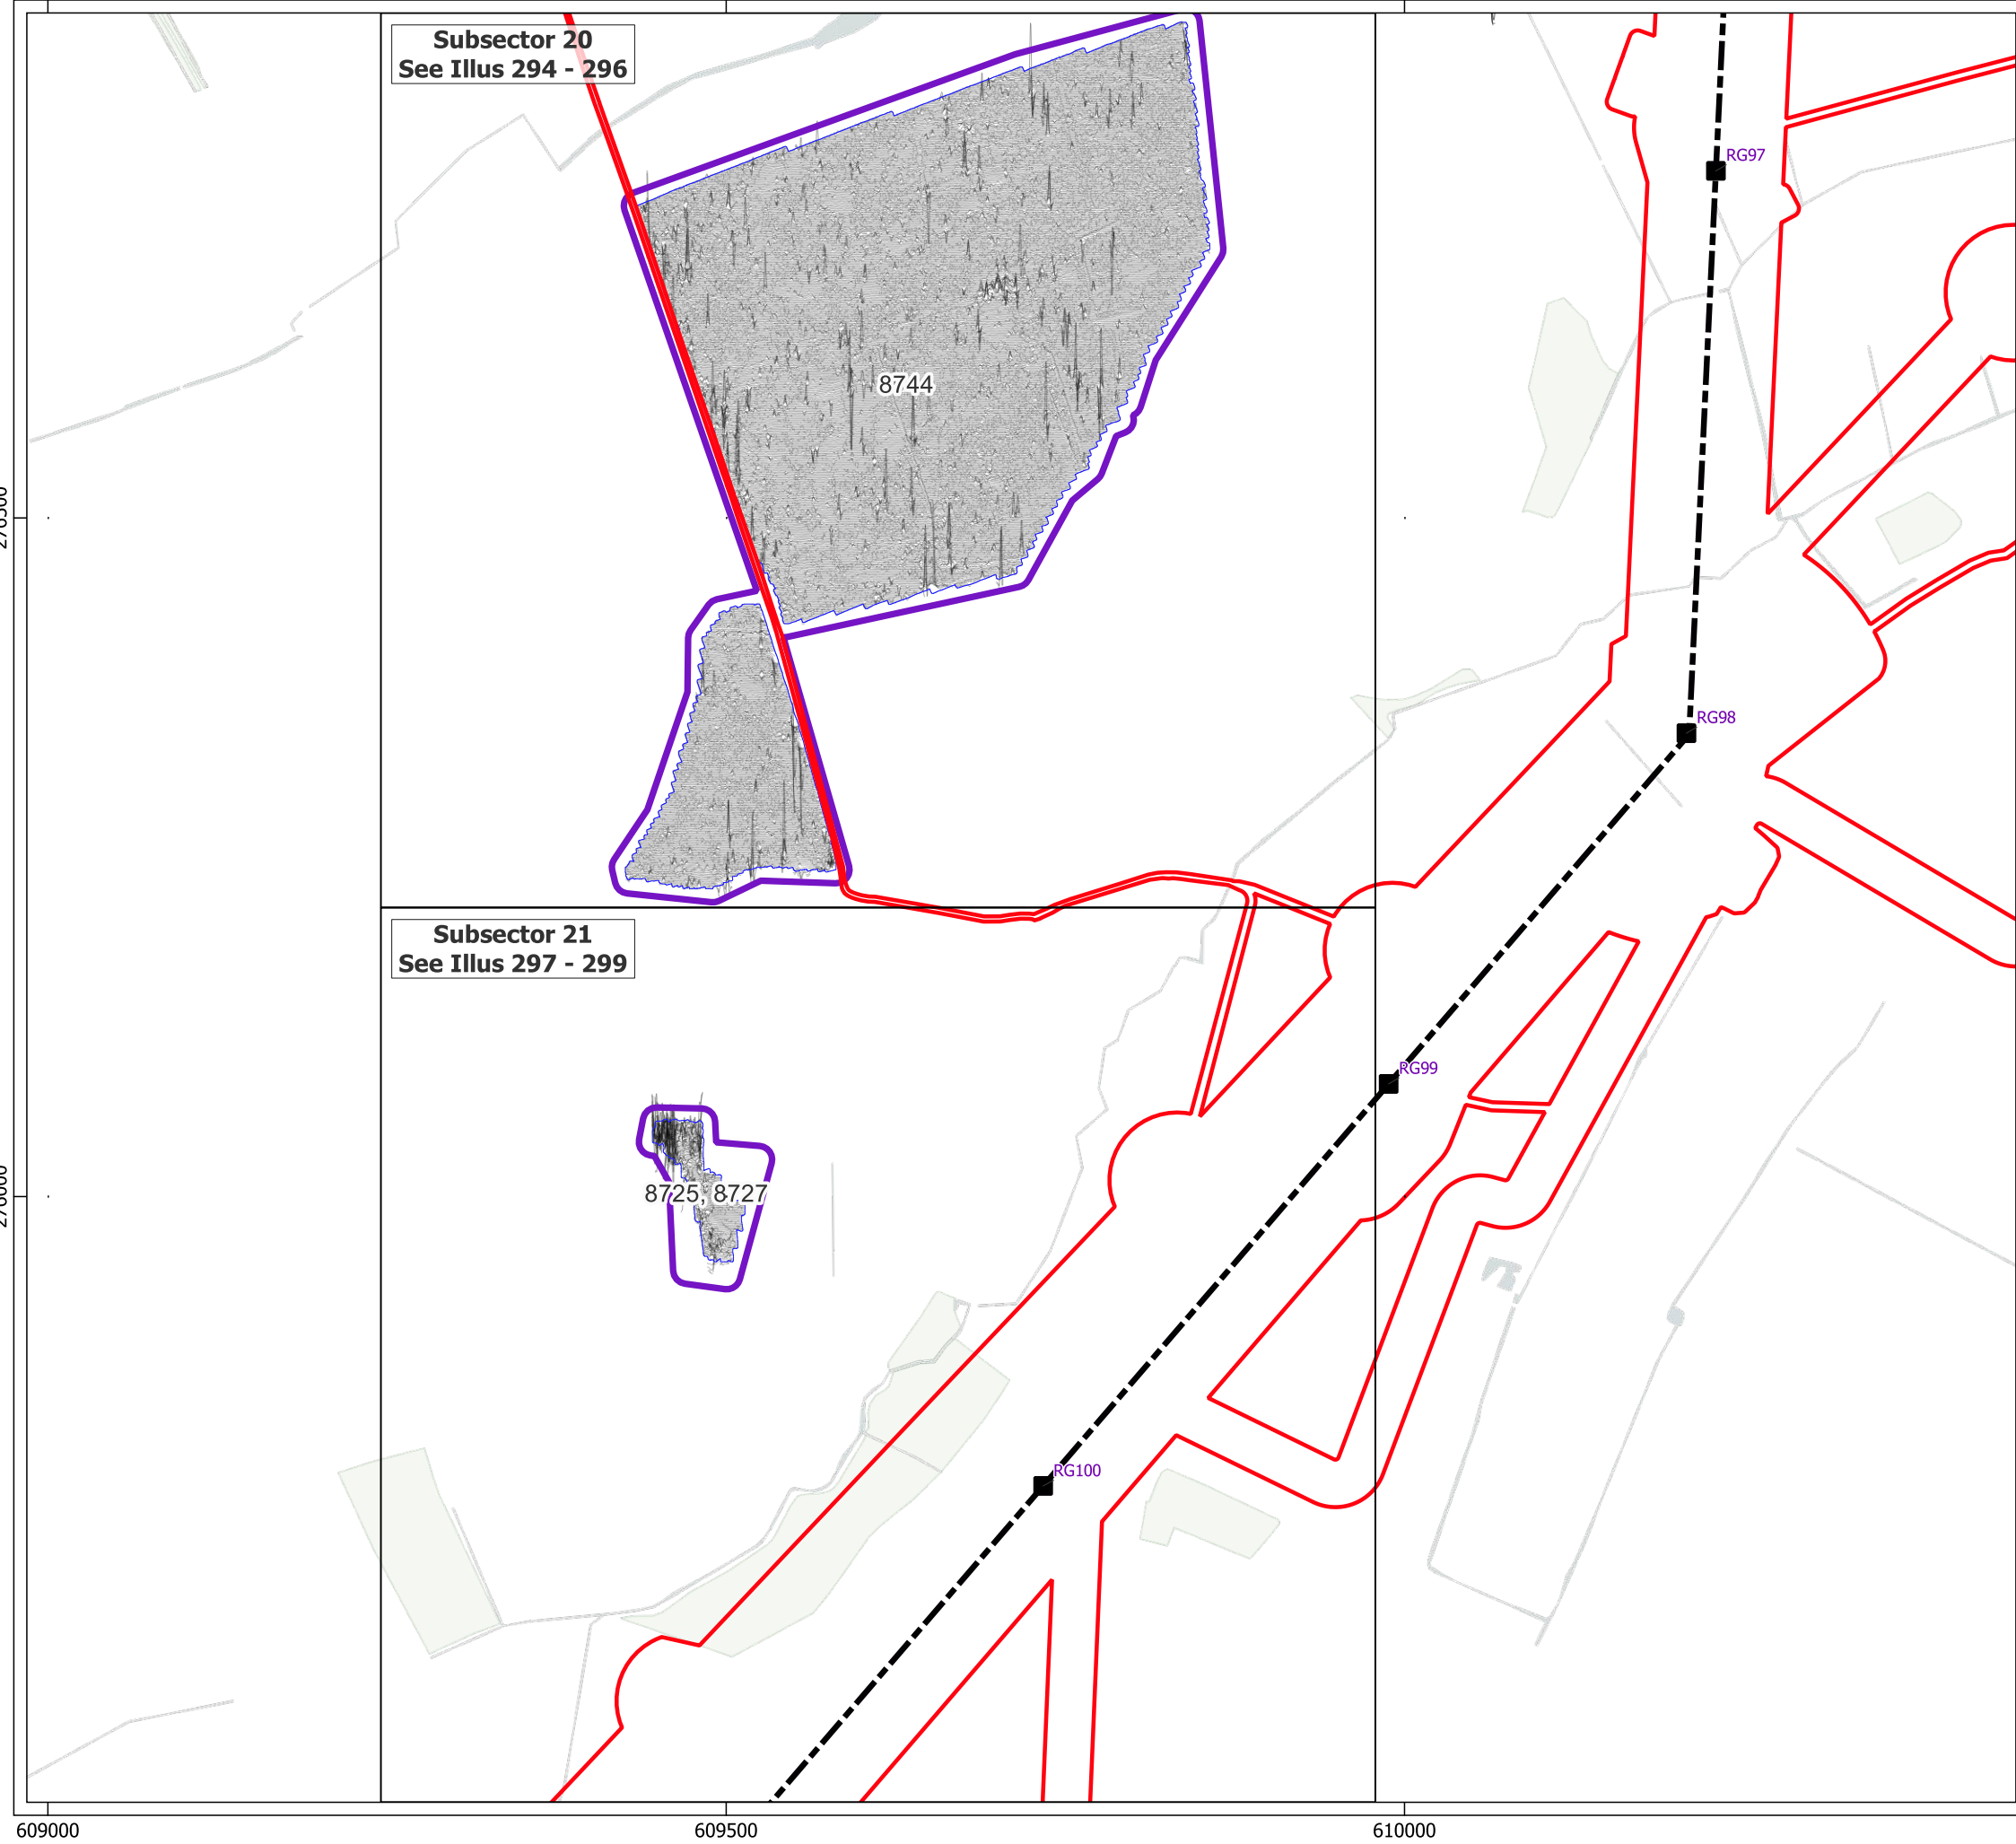 Subsector 20
See Illus 294 - 296
RG97
8744
RG98
Subsector 21
See Illus 297 - 299
RG99
8725, 8727
RG100
609000
609500
610000